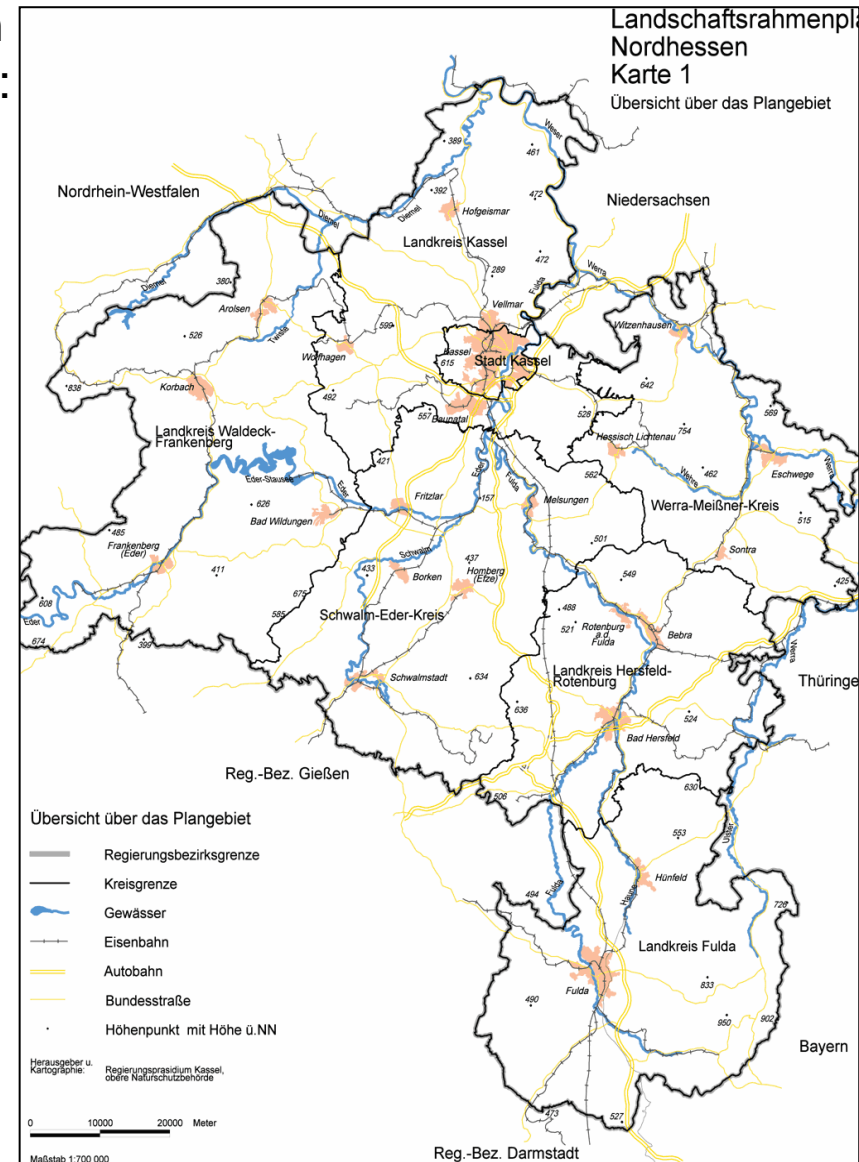 Landschaftsrahmenpla
Nordhessen
Karte 1
Übersicht über das Plangebiet
:
Weser
389
461
392
472
Nordrhein-Westfalen
Niedersachsen
Diemel
Diemel
Hofgeismar
Landkreis Kassel
472
289
Fulda
Werra
Diemel
380
Arolsen
Vellmar
Witzenhausen
526
Twiste
599
Wolfhagen
Kassel
615
Stadt Kassel
838
Korbach
492
642
557
Baunatal
528
754
569
Landkreis Waldeck-
Frankenberg
Hessisch Lichtenau
421
Eder
Fulda
562
Wehre
462
Eschwege
Werra
Eder-Stausee
Eder
626
Fritzlar
157
Melsungen
Werra-Meißner-Kreis
Bad Wildungen
515
485
501
Frankenberg
(Eder)
Schwalm
437
Sontra
411
433
Borken
Homberg
(Efze)
549
425
608
675
488
Eder
585
Schwalm-Eder-Kreis
521
Rotenburg
a.d.
Fulda
Bebra
674
399
Werra
Landkreis Hersfeld-
Rotenburg
Schwalmstadt
634
Thüringe
636
524
Bad Hersfeld
Reg.-Bez. Gießen
506
630
Übersicht über das Plangebiet
553
Ulster
Regierungsbezirksgrenze
Kreisgrenze
Hünfeld
494
Fulda
Haune
726
Gewässer
Eisenbahn
Landkreis Fulda
Autobahn
833
Fulda
490
Bundesstraße
950
902
Höhenpunkt mit Höhe ü.NN
Bayern
Herausgeber u.
Kartographie:
Regierungspräsidium Kassel,
obere Naturschutzbehörde
473
527
0 10000 20000 Meter
Reg.-Bez. Darmstadt
Maßstab 1:700 000